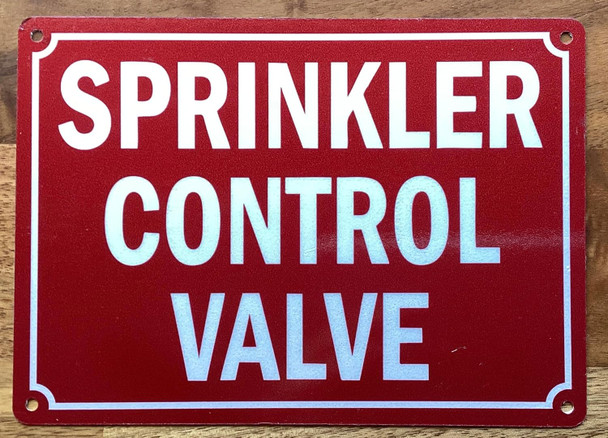 SPRINKLER
CONTROL
VALVE